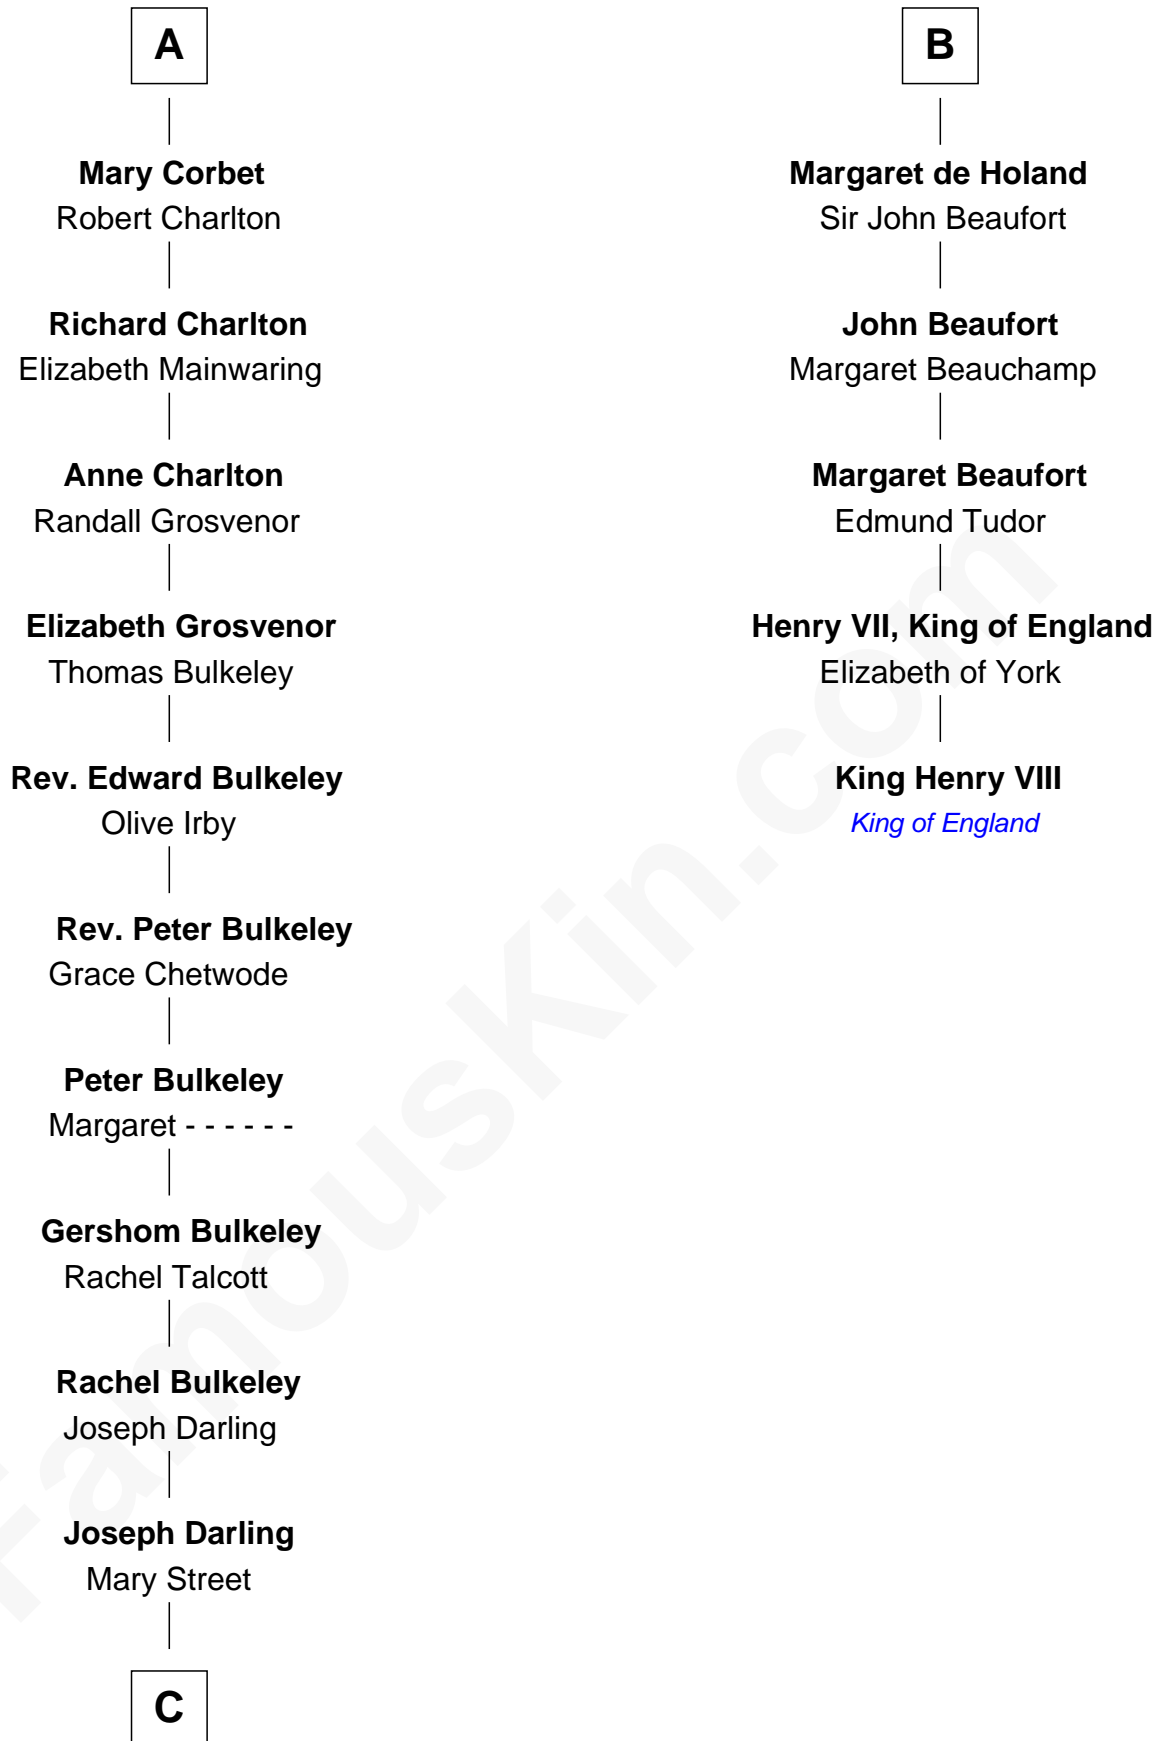 A
Mary Corbet
Robert Charlton
Richard Charlton
Elizabeth Mainwaring
Anne Charlton
Randall Grosvenor
Elizabeth Grosvenor
Thomas Bulkeley
Rev. Edward Bulkeley
Olive Irby
Rev. Peter Bulkeley
Grace Chetwode
Peter Bulkeley
Margaret - - - - - -
Gershom Bulkeley
Rachel Talcott
Rachel Bulkeley
Joseph Darling
Joseph Darling
Mary Street
C
B
Margaret de Holand
Sir John Beaufort
John Beaufort
Margaret Beauchamp
Margaret Beaufort
Edmund Tudor
Henry VII, King of England
Elizabeth of York
King Henry VIII
King of England
FamousKin.com